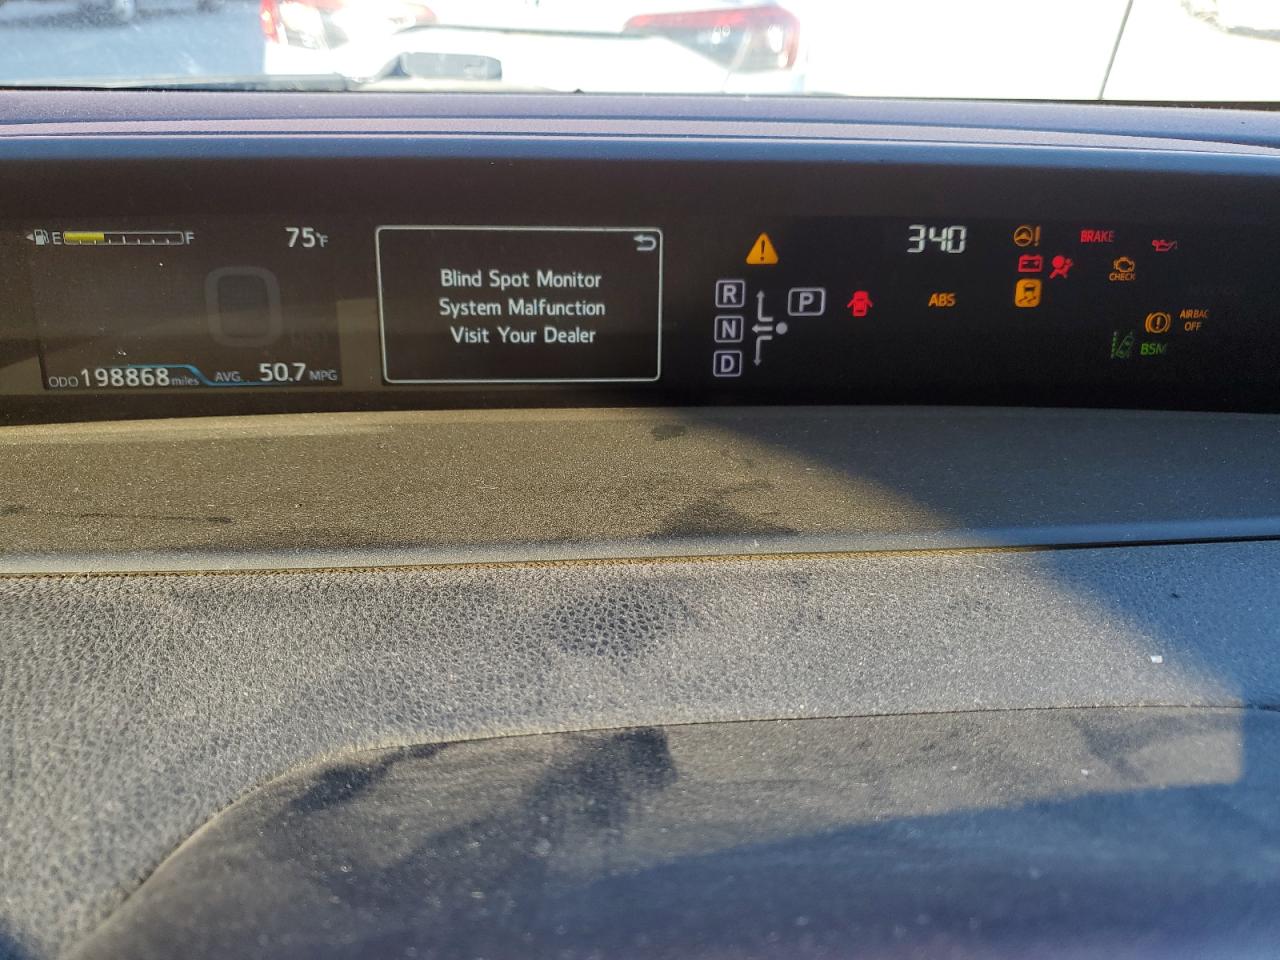 E F
75°F
ODO 198868 miles
AVG. 50.7 MPG
Blind Spot Monitor
System Malfunction
Visit Your Dealer
R
N
D
P
340
ABS
BRAKE
CHECK
AIRBAG
OFF
BSM